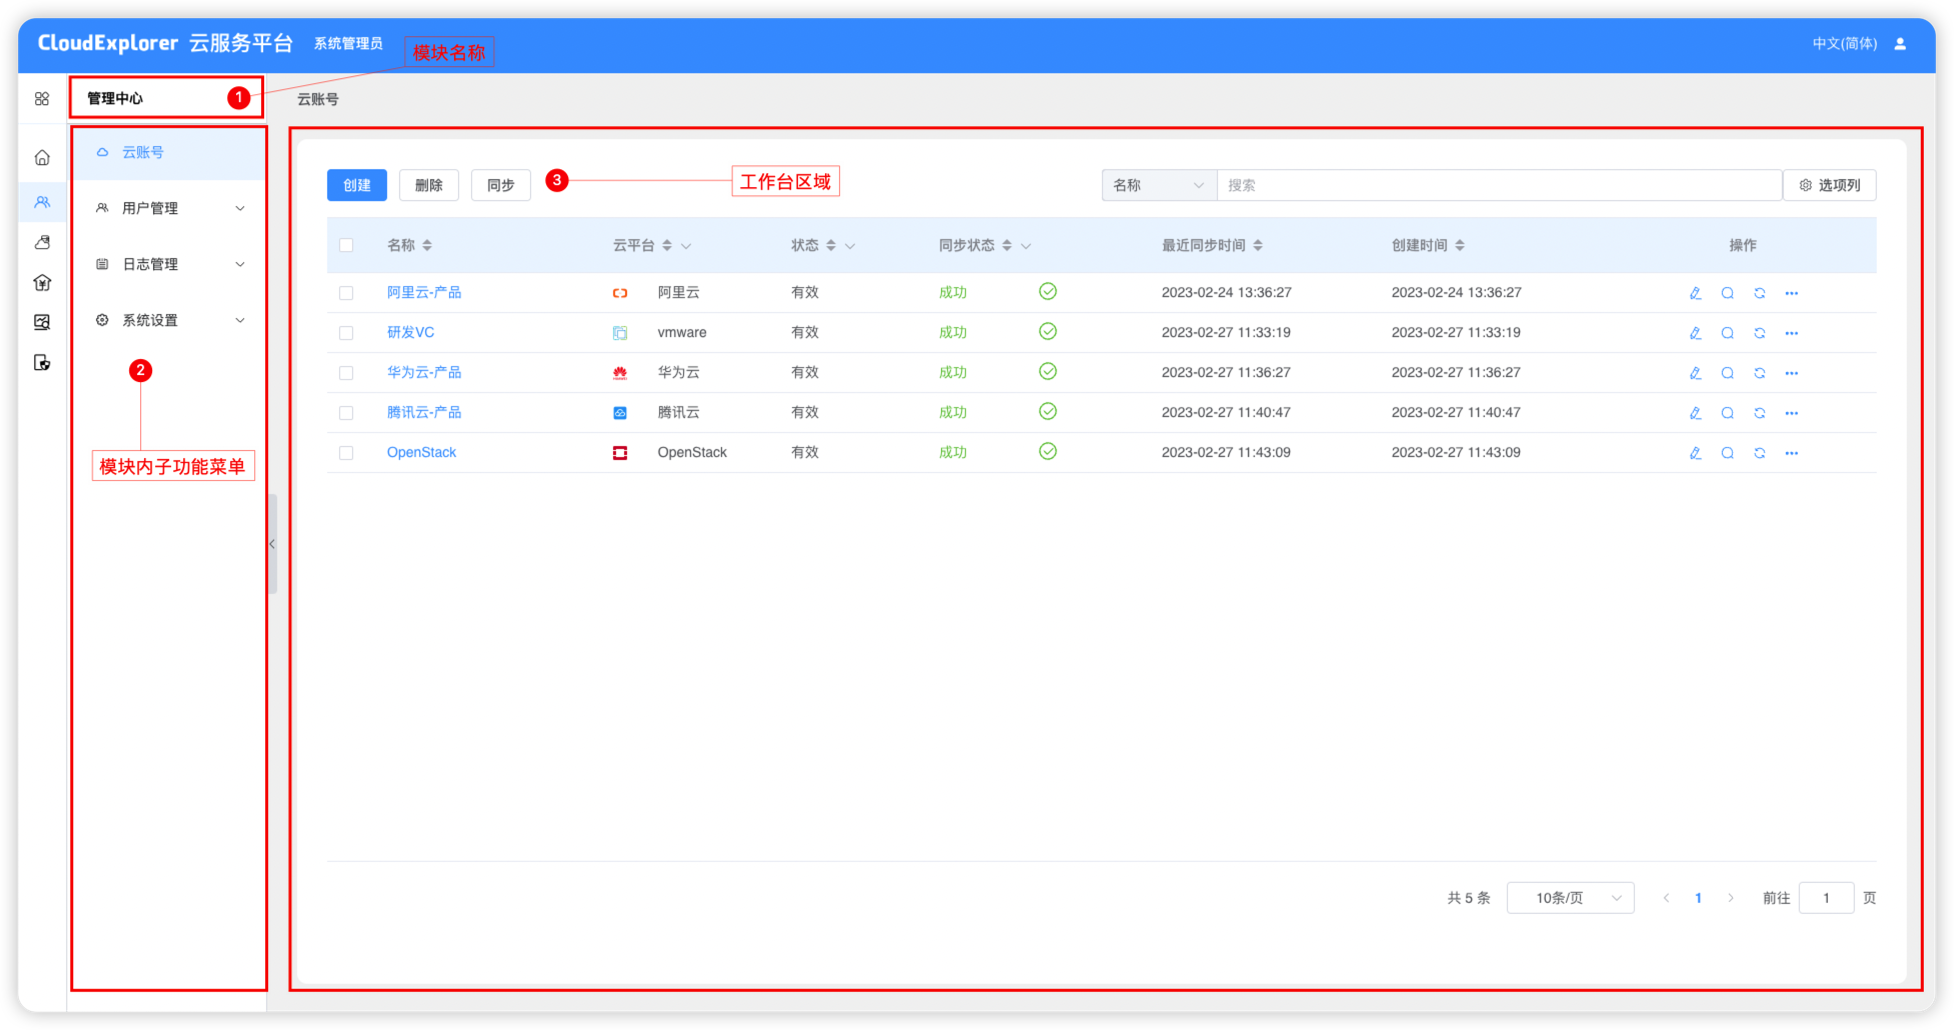 CloudExplorer 云服务平台 系统管理员 模块名称 中文(简体)
管理中心 1 云账号
云账号
用户管理
日志管理
系统设置
2
模块内子功能菜单
创建 删除 同步 3 工作台区域 名称 搜索 选项列
名称 云平台 状态 同步状态 最近同步时间 创建时间 操作
阿里云-产品 阿里云 有效 成功 2023-02-24 13:36:27 2023-02-24 13:36:27
研发VC vmware 有效 成功 2023-02-27 11:33:19 2023-02-27 11:33:19
华为云-产品 华为云 有效 成功 2023-02-27 11:36:27 2023-02-27 11:36:27
腾讯云-产品 腾讯云 有效 成功 2023-02-27 11:40:47 2023-02-27 11:40:47
OpenStack OpenStack 有效 成功 2023-02-27 11:43:09 2023-02-27 11:43:09
共 5 条 10条/页 1 前往 1 页